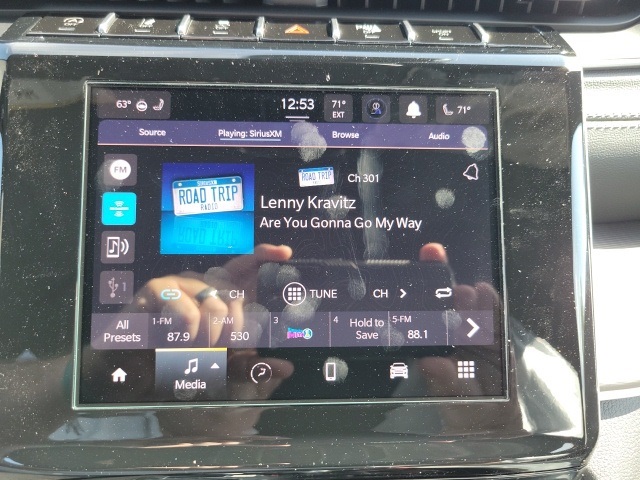 63° 12:53 71° EXT 71°
Source Playing: SiriusXM Browse Audio
FM
ROAD TRIP Ch 301
SIRIUSXM
ROAD TRIP
RADIO
Lenny Kravitz
Are You Gonna Go My Way
1
CH TUNE CH
All Presets 1-FM 87.9 2-AM 530 3 4 Hold to Save 5-FM 88.1
Media